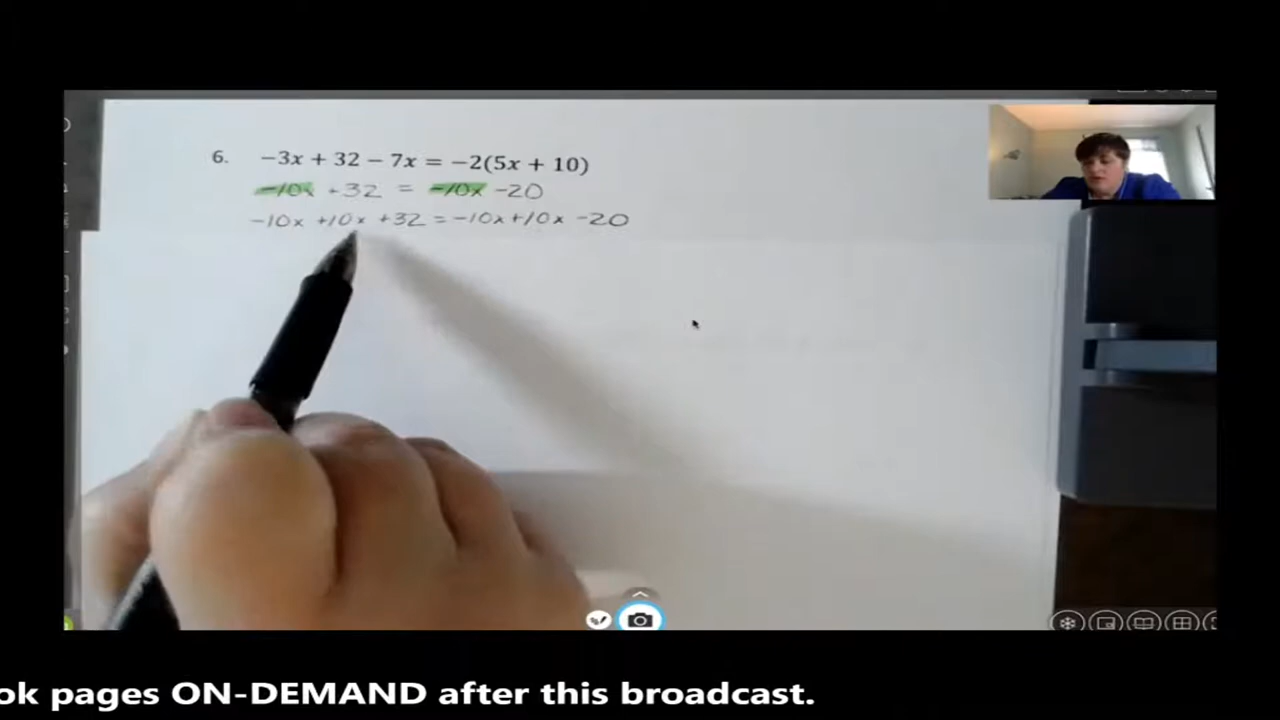 6. −3x + 32 − 7x = −2(5x + 10)
-10x +32 = -10x -20
-10x +10x +32 = -10x +10x -20
ok pages ON-DEMAND after this broadcast.